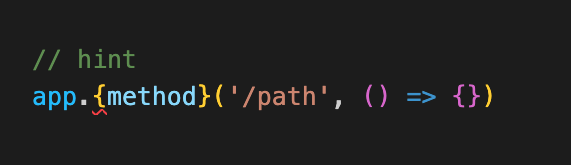 // hint
app.{method}('/path', () => {})